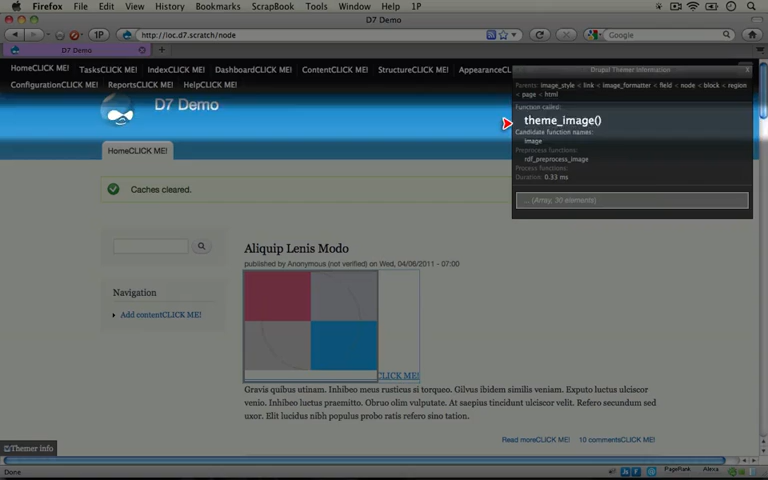 Firefox File Edit View History Bookmarks ScrapBook Tools Window Help 1P
D7 Demo
http://loc.d7.scratch/node
Google
1P
D7 Demo
HomeCLICK ME! TasksCLICK ME! IndexCLICK ME! DashboardCLICK ME! ContentCLICK ME! StructureCLICK ME! AppearanceCLICK
ConfigurationCLICK ME! ReportsCLICK ME! HelpCLICK ME!
D7 Demo
HomeCLICK ME!
Drupal Themer Information
x
Parents: image_style < link < image_formatter < field < node < block < region
< page < html
Function called:
theme_image()
Candidate function names:
image
Preprocess functions:
rdf_preprocess_image
Process functions:
Duration: 0.33 ms
... (Array, 30 elements)
Caches cleared.
Navigation
Add contentCLICK ME!
Aliquip Lenis Modo
published by Anonymous (not verified) on Wed, 04/06/2011 - 07:00
CLICK ME!
Gravis quibus utinam. Inhibeo meus rusticus si torqueo. Gilvus ibidem similis veniam. Exputo luctus ulciscor
luctus. Inhibeo luctus praemitto. Obruo olim vulputate. At saepius tincidunt ulciscor velit. Refero secundum sed
uxor. Elit lucidus nibh populus probo ratis refero sagaciter tation.
Read moreCLICK ME! 10 commentsCLICK ME!
Themer info
Done
PageRank Alexa